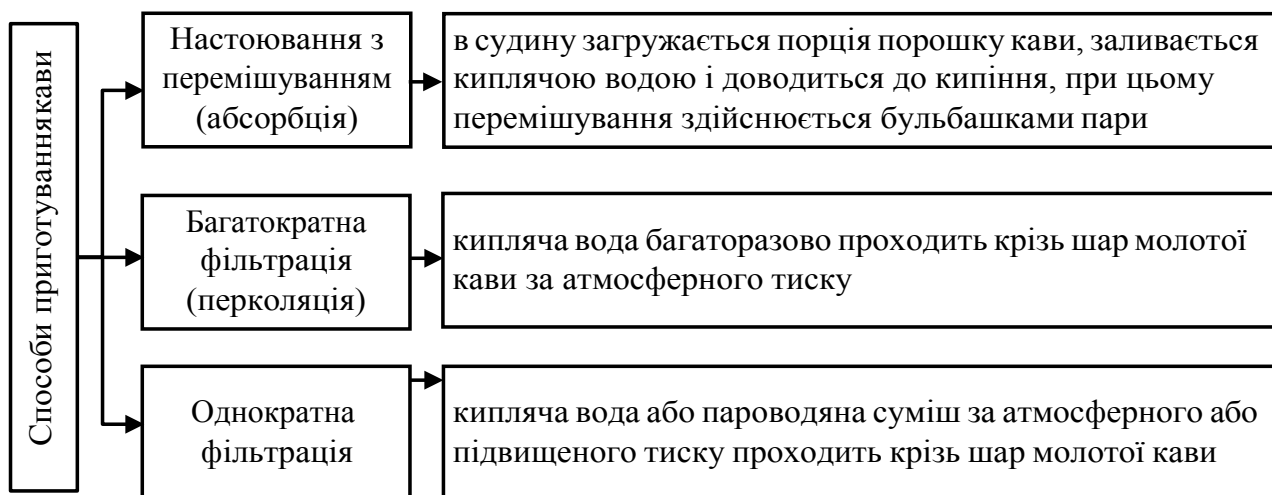 Способи приготуваннякави
Настоювання з
перемішуванням
(абсорбція)
в судину загружається порція порошку кави, заливається
киплячою водою і доводиться до кипіння, при цьому
перемішування здійснюється бульбашками пари
Багатократна
фільтрація
(перколяція)
кипляча вода багаторазово проходить крізь шар молотої
кави за атмосферного тиску
Однократна
фільтрація
кипляча вода або пароводяна суміш за атмосферного або
підвищеного тиску проходить крізь шар молотої кави